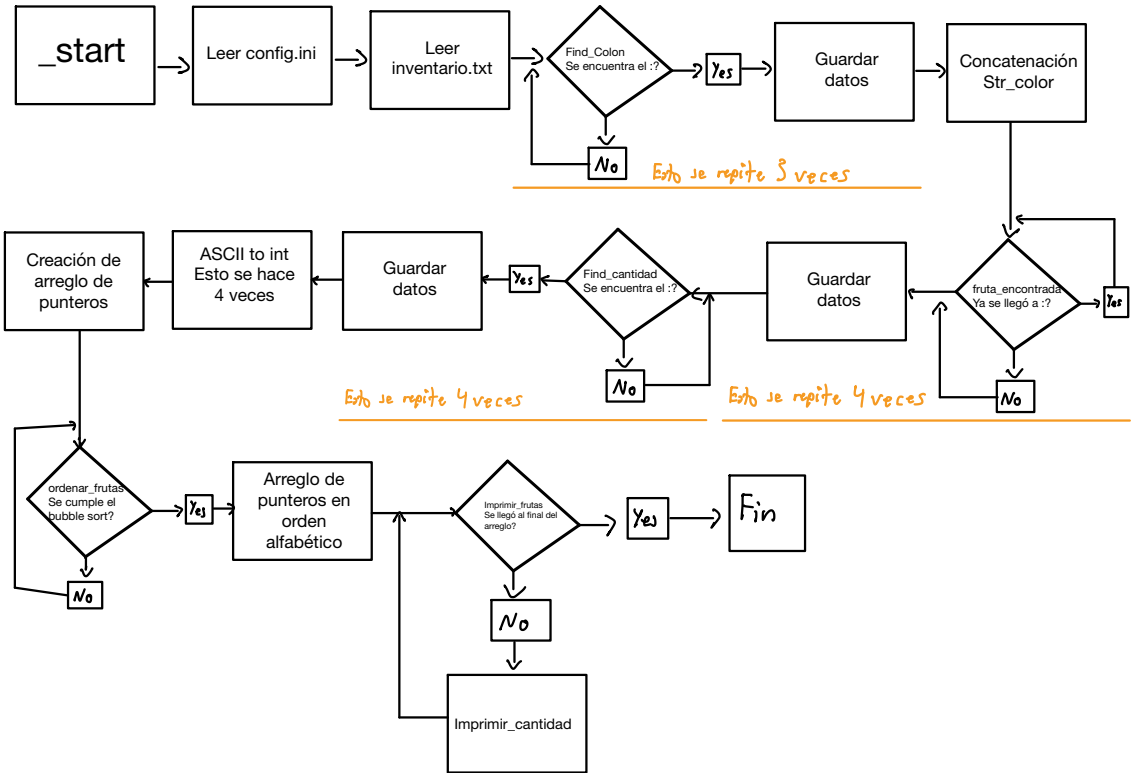 _start
Leer config.ini
Leer
inventario.txt
Find_Colon
Se encuentra el :?
Yes
No
Guardar
datos
Concatenación
Str_color
Esto se repite 3 veces
fruta_encontrada
Ya se llegó a :?
Yes
No
Guardar
datos
Esto se repite 4 veces
Find_cantidad
Se encuentra el :?
Yes
No
Guardar
datos
Esto se repite 4 veces
ASCII to int
Esto se hace
4 veces
Creación de
arreglo de
punteros
ordenar_frutas
Se cumple el
bubble sort?
Yes
No
Arreglo de
punteros en
orden
alfabético
Imprimir_frutas
Se llegó al final del
arreglo?
Yes
Fin
No
Imprimir_cantidad